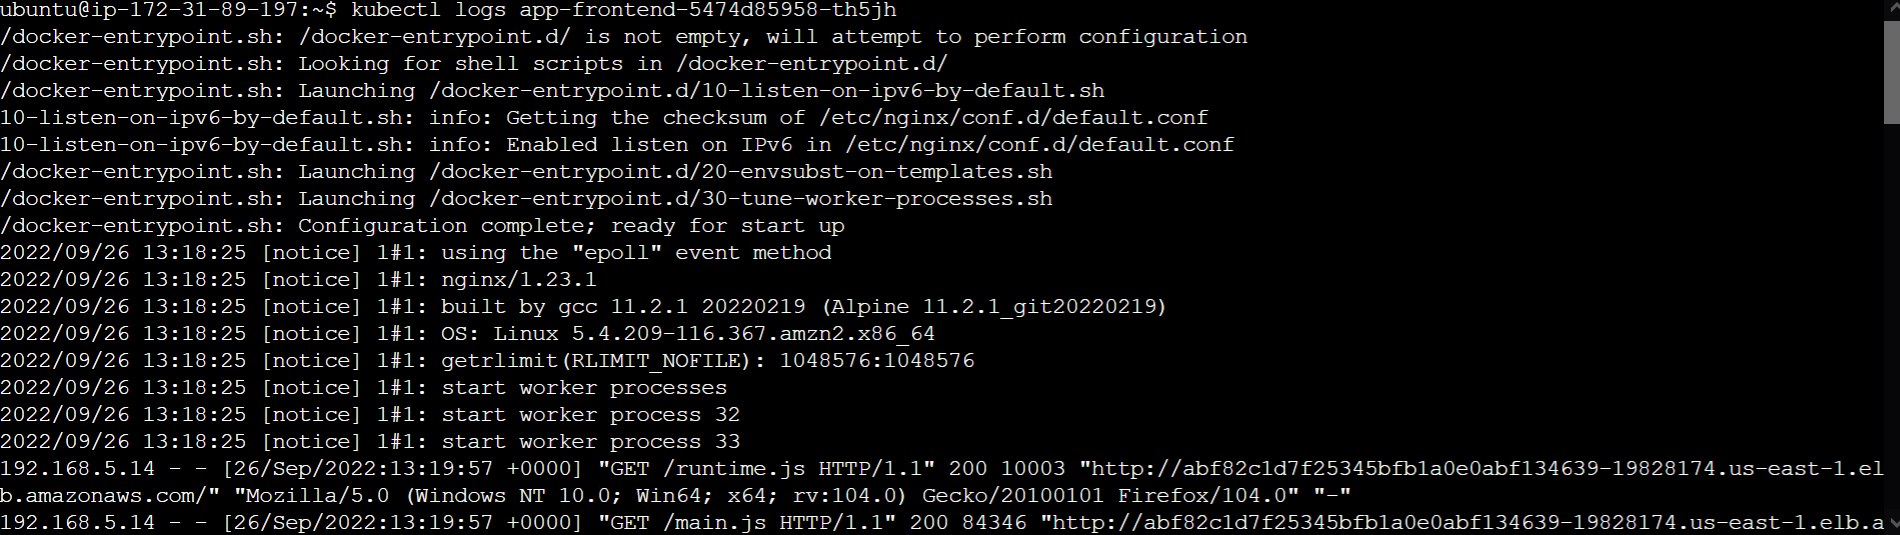 ubuntu@ip-172-31-89-197:~$ kubectl logs app-frontend-5474d85958-th5jh
/docker-entrypoint.sh: /docker-entrypoint.d/ is not empty, will attempt to perform configuration
/docker-entrypoint.sh: Looking for shell scripts in /docker-entrypoint.d/
/docker-entrypoint.sh: Launching /docker-entrypoint.d/10-listen-on-ipv6-by-default.sh
10-listen-on-ipv6-by-default.sh: info: Getting the checksum of /etc/nginx/conf.d/default.conf
10-listen-on-ipv6-by-default.sh: info: Enabled listen on IPv6 in /etc/nginx/conf.d/default.conf
/docker-entrypoint.sh: Launching /docker-entrypoint.d/20-envsubst-on-templates.sh
/docker-entrypoint.sh: Launching /docker-entrypoint.d/30-tune-worker-processes.sh
/docker-entrypoint.sh: Configuration complete; ready for start up
2022/09/26 13:18:25 [notice] 1#1: using the "epoll" event method
2022/09/26 13:18:25 [notice] 1#1: nginx/1.23.1
2022/09/26 13:18:25 [notice] 1#1: built by gcc 11.2.1 20220219 (Alpine 11.2.1_git20220219)
2022/09/26 13:18:25 [notice] 1#1: OS: Linux 5.4.209-116.367.amzn2.x86_64
2022/09/26 13:18:25 [notice] 1#1: getrlimit(RLIMIT_NOFILE): 1048576:1048576
2022/09/26 13:18:25 [notice] 1#1: start worker processes
2022/09/26 13:18:25 [notice] 1#1: start worker process 32
2022/09/26 13:18:25 [notice] 1#1: start worker process 33
192.168.5.14 - - [26/Sep/2022:13:19:57 +0000] "GET /runtime.js HTTP/1.1" 200 10003 "http://abf82c1d7f25345bfb1a0e0abf134639-19828174.us-east-1.el
b.amazonaws.com/" "Mozilla/5.0 (Windows NT 10.0; Win64; x64; rv:104.0) Gecko/20100101 Firefox/104.0" "-"
192.168.5.14 - - [26/Sep/2022:13:19:57 +0000] "GET /main.js HTTP/1.1" 200 84346 "http://abf82c1d7f25345bfb1a0e0abf134639-19828174.us-east-1.elb.a